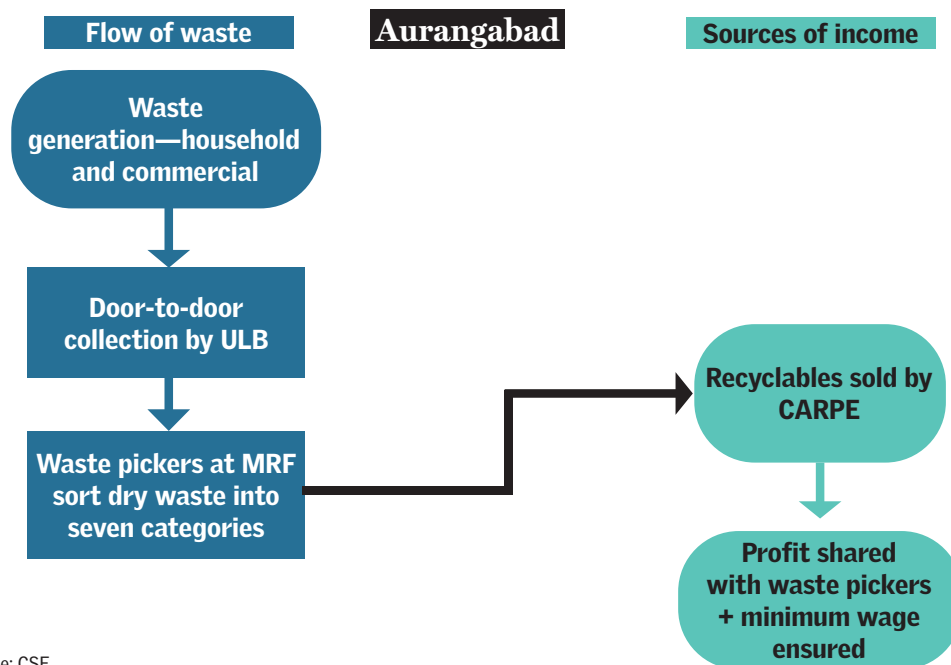 Flow of waste
Aurangabad
Sources of income
Waste
generation—household
and commercial
Door-to-door
collection by ULB
Waste pickers at MRF
sort dry waste into
seven categories
Recyclables sold by
CARPE
Profit shared
with waste pickers
+ minimum wage
ensured
CSE